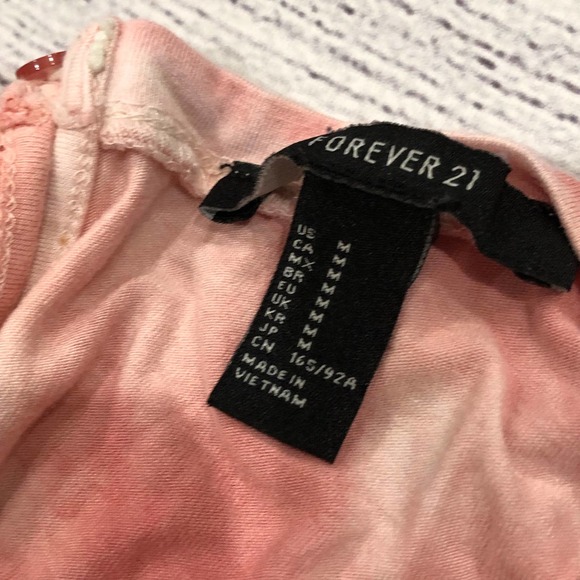 FOREVER 21
US M
CA M
MX M
BR M
EU M
UK M
KR M
JP M
CN 165/92A
MADE IN
VIETNAM